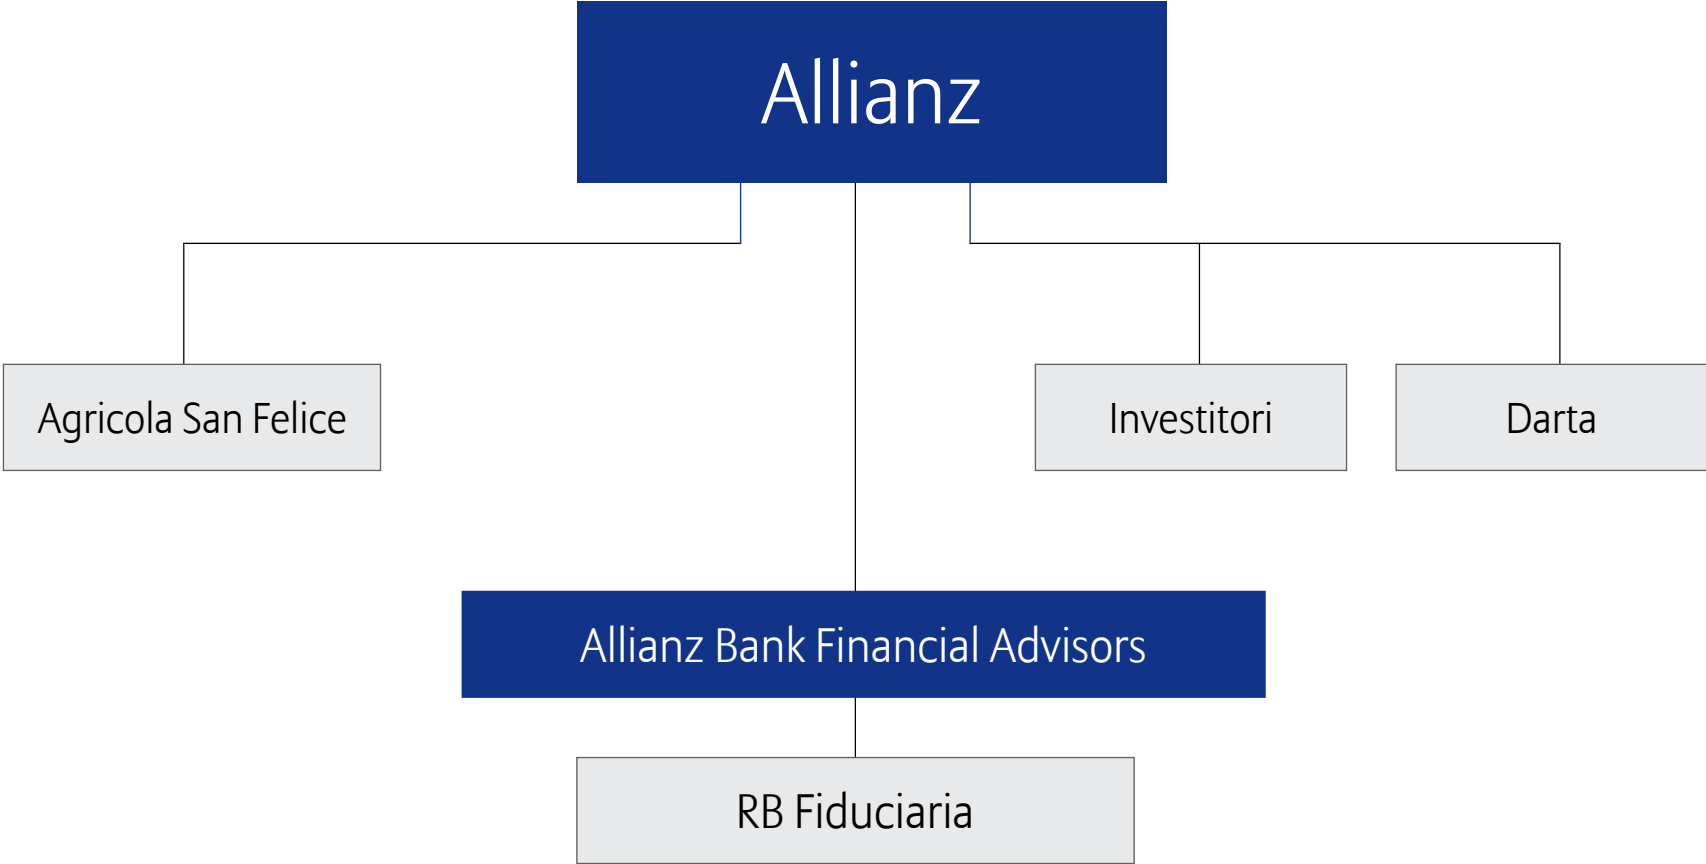 Allianz
Agricola San Felice
Investitori
Darta
Allianz Bank Financial Advisors
RB Fiduciaria